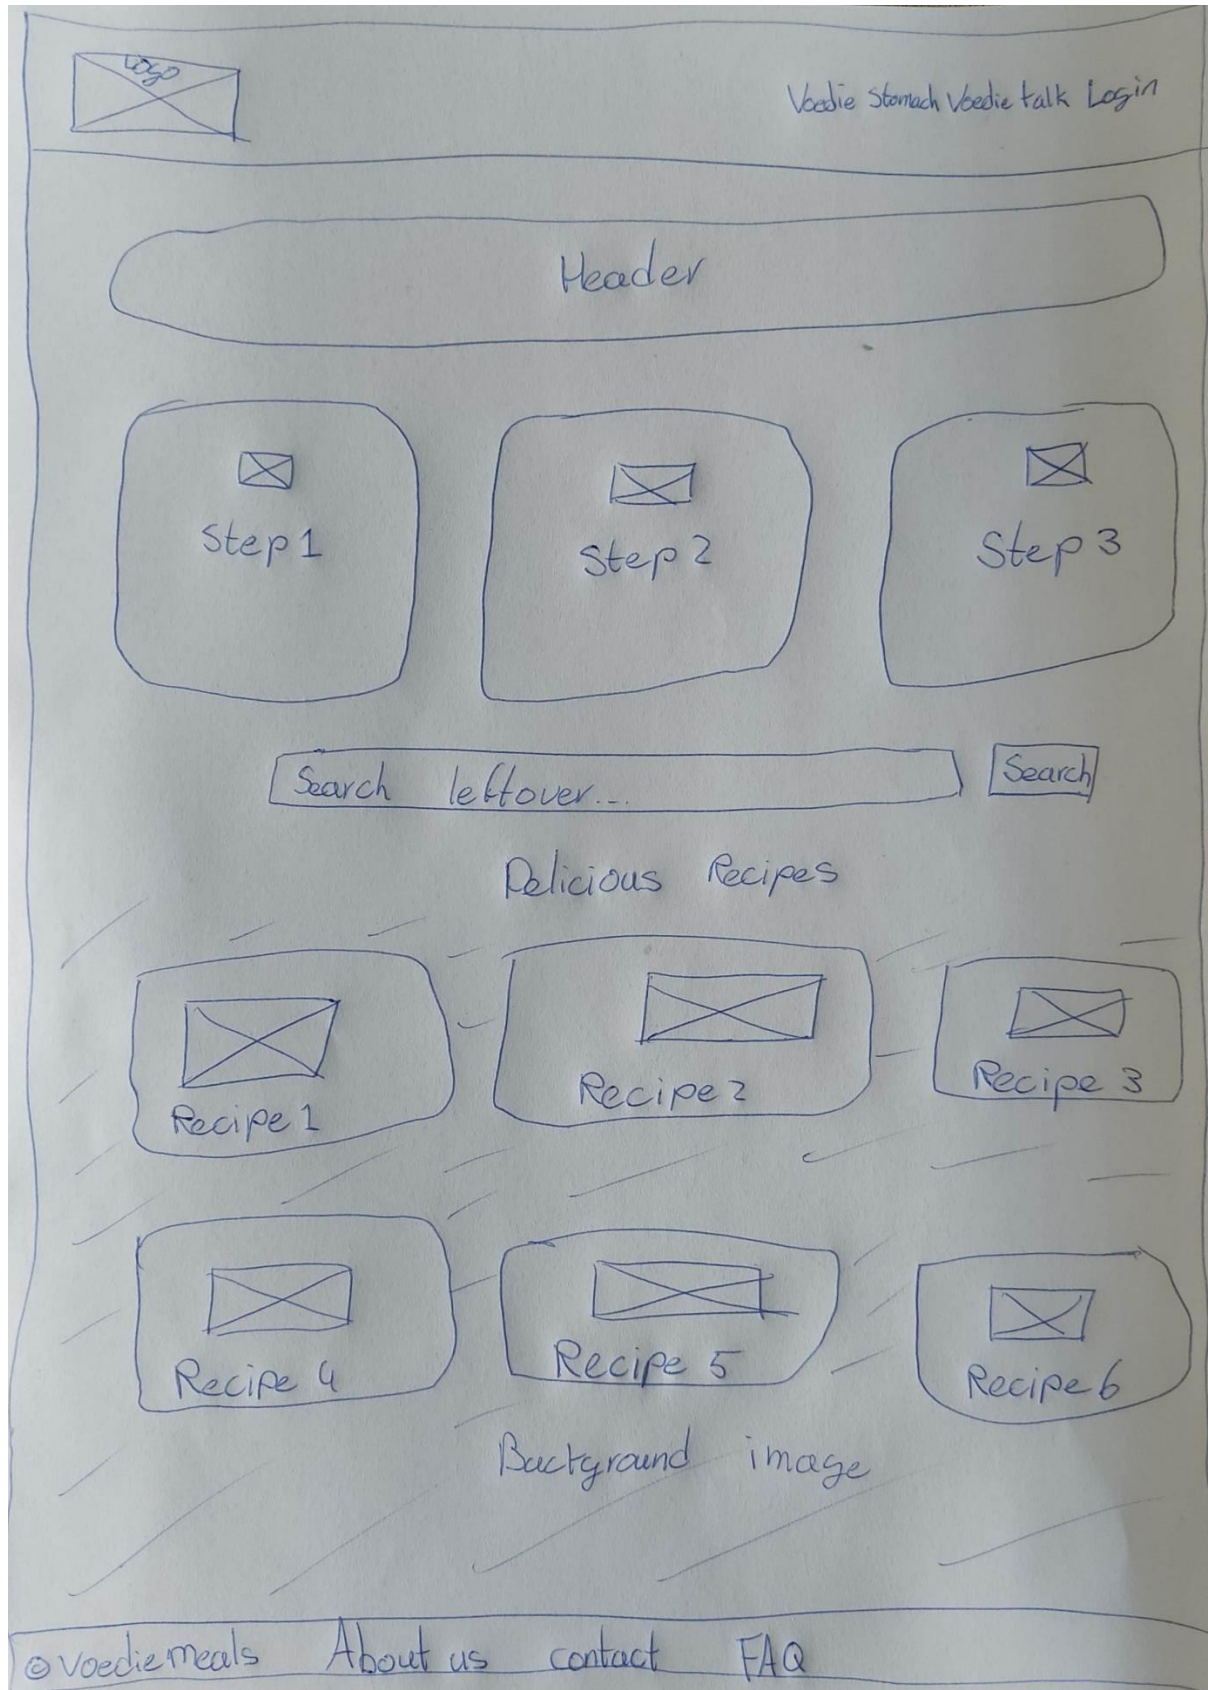 Logo
Voedie Stomach Voedie talk Login
Header
Step 1
Step 2
Step 3
Search leftover...
Search
Delicious Recipes
Recipe 1
Recipe 2
Recipe 3
Recipe 4
Recipe 5
Recipe 6
Background image
© voediemeals About us contact FAQ